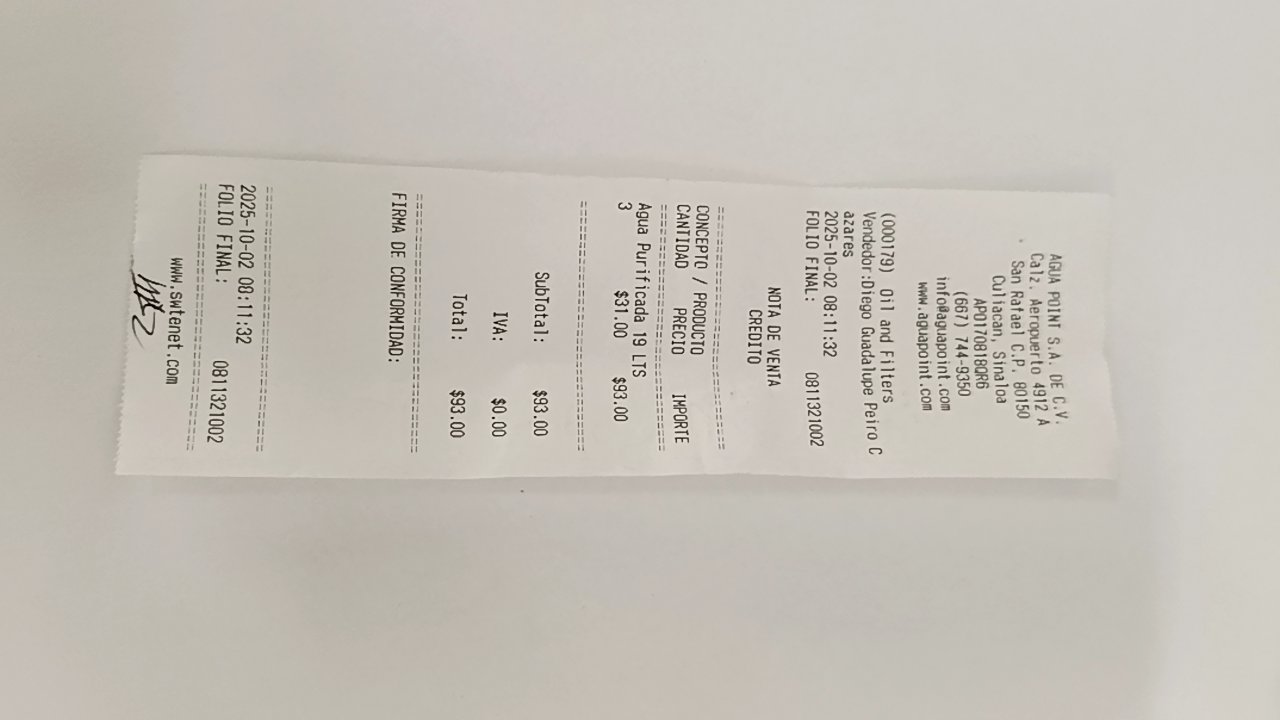 AGUA POINT S.A. DE C.V.
Calz. Aeropuerto 4912 A
San Rafael C.P. 80150
Culiacan, Sinaloa
APO170818QR6
(667) 744-9350
info@aguapoint.com
www.aguapoint.com
(000179) Oil and Filters
Vendedor:Diego Guadalupe Peiro C
azares
2025-10-02 08:11:32
FOLIO FINAL: 0811321002
NOTA DE VENTA
CREDITO
--------------------------------
CONCEPTO / PRODUCTO
CANTIDAD PRECIO IMPORTE
--------------------------------
Agua Purificada 19 LTS
3 $31.00 $93.00
--------------------------------
SubTotal: $93.00
IVA: $0.00
Total: $93.00
--------------------------------
FIRMA DE CONFORMIDAD:
--------------------------------
2025-10-02 08:11:32
FOLIO FINAL: 0811321002
--------------------------------
www.swtenet.com